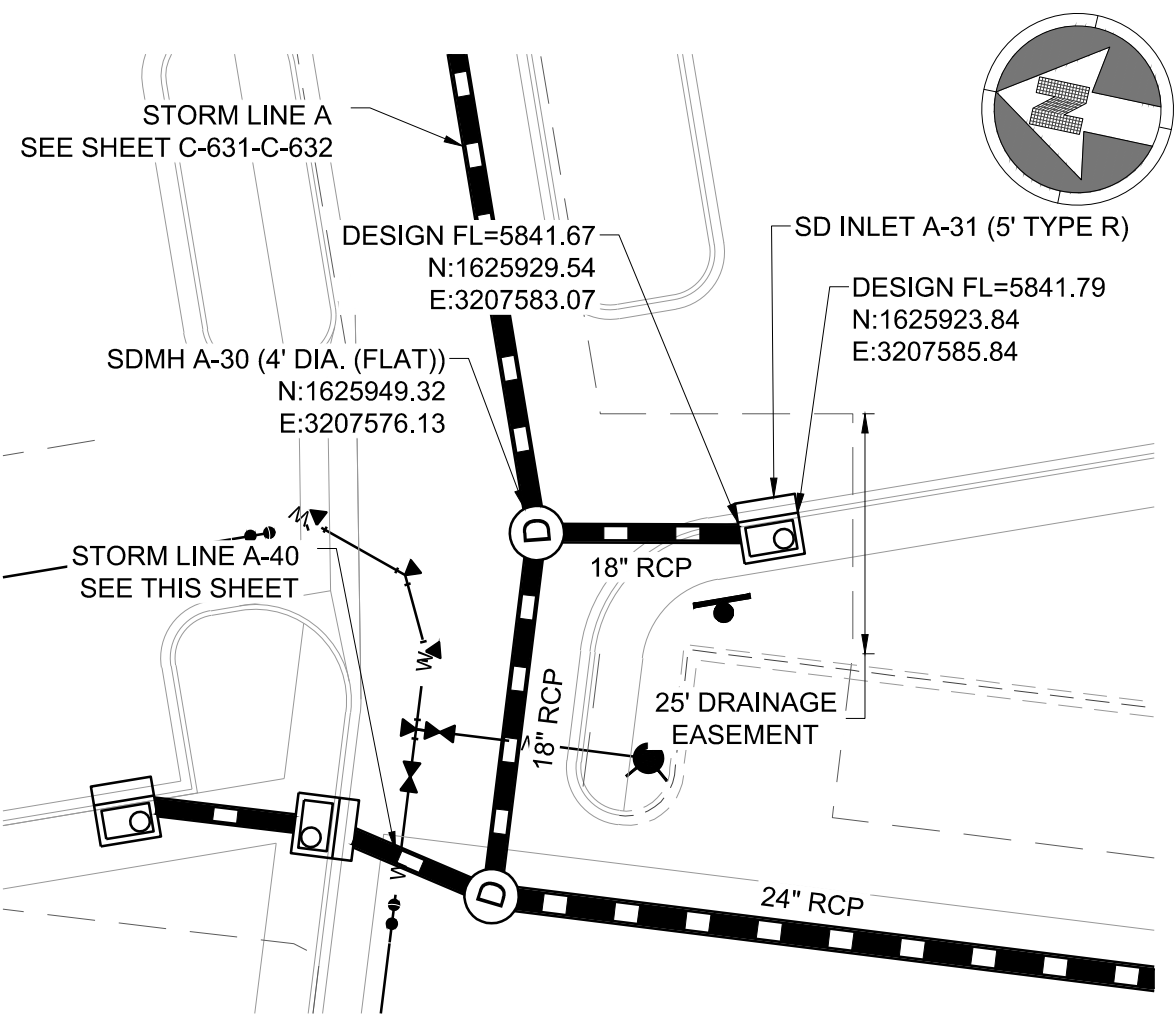 STORM LINE A
SEE SHEET C-631-C-632
N
DESIGN FL=5841.67
N:1625929.54
E:3207583.07
SD INLET A-31 (5' TYPE R)
DESIGN FL=5841.79
N:1625923.84
E:3207585.84
SDMH A-30 (4' DIA. (FLAT))
N:1625949.32
E:3207576.13
D
18" RCP
STORM LINE A-40
SEE THIS SHEET
W
W
18" RCP
25' DRAINAGE
EASEMENT
W
D
24" RCP